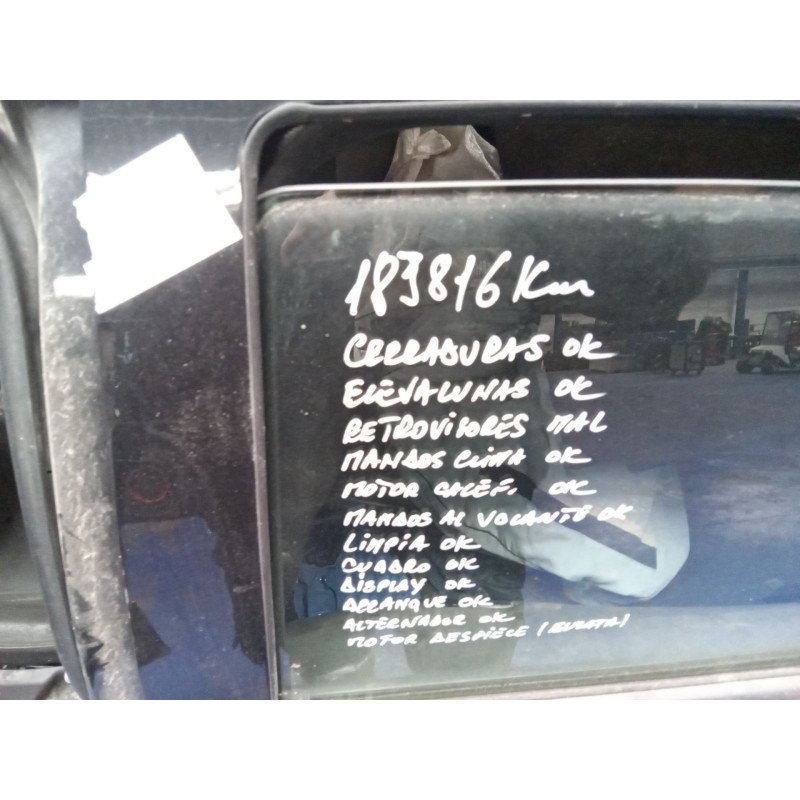 183816 Km
CERRADURAS OK
ELEVALUNAS OK
RETROVISORES MAL
MANDOS CLIMA OK
MOTOR CALEF. OK
MANDOS AL VOLANTE OK
LIMPIA OK
CUADRO OK
DISPLAY OK
ARRANQUE OK
ALTERNADOR OK
MOTOR DESPIECE